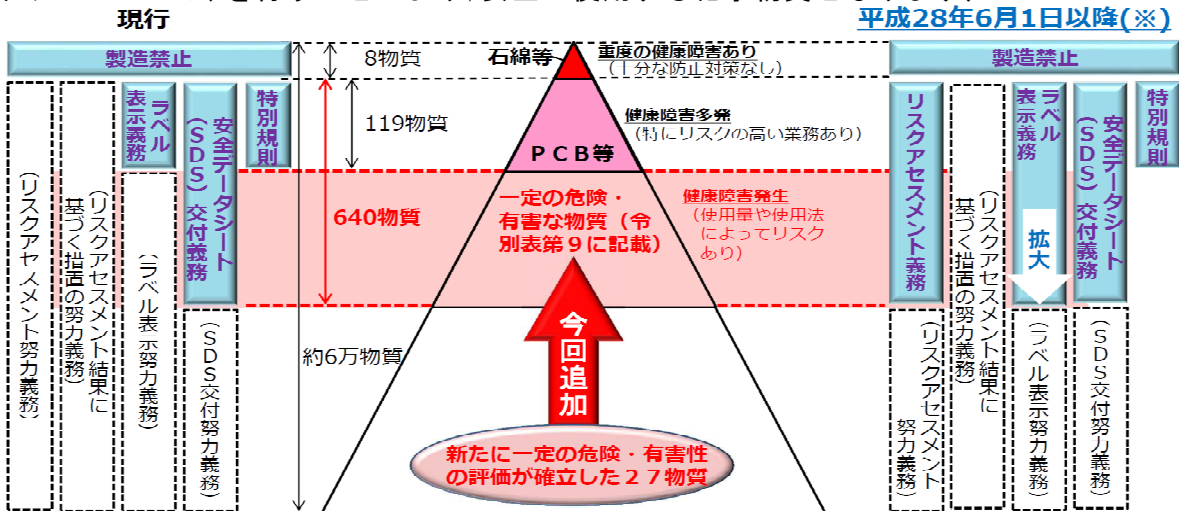 現行
平成28年6月1日以降(※)
製造禁止
8物質
石綿等
重度の健康障害あり
(十分な防止対策なし)
製造禁止
(リスクアセスメント努力義務)
(リスクアセスメント結果に
基づく措置の努力義務)
ラベル
表示義務
(ラベル表示努力義務)
安全データシート
(SDS)交付義務
(SDS交付努力義務)
特別規則
119物質
640物質
約6万物質
PCB等
健康障害多発
(特にリスクの高い業務あり)
一定の危険・
有害な物質(令
別表第9に記載)
健康障害発生
(使用量や使用法
によってリスク
あり)
今回追加
新たに一定の危険・有害性
の評価が確立した27物質
リスクアセスメント義務
(リスクアセスメント
努力義務)
(リスクアセスメント結果に
基づく措置の努力義務)
ラベル
表示義務
拡大
(ラベル表示努力義務)
安全データシート
(SDS)交付義務
(SDS交付努力義務)
特別規則